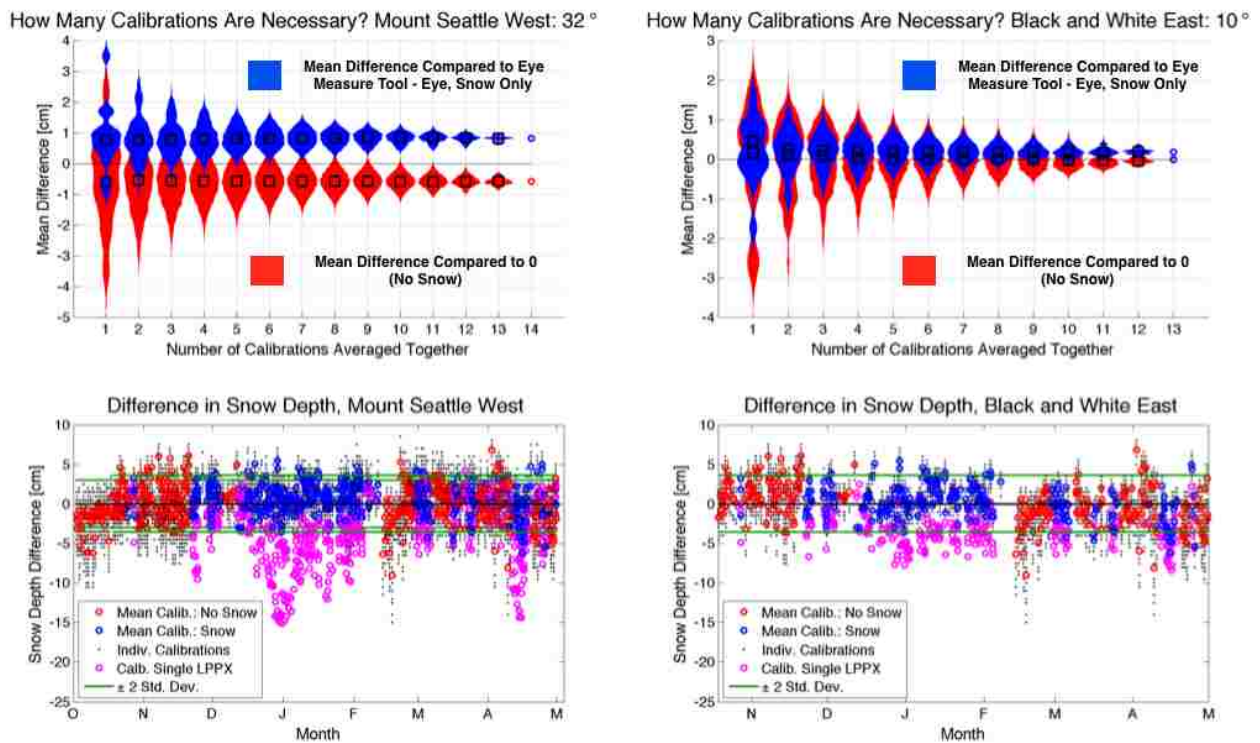 How Many Calibrations Are Necessary? Mount Seattle West: 32 °
4
3
2
1
0
-1
-2
-3
-4
-5
Mean Difference [cm]
Mean Difference Compared to Eye
Measure Tool - Eye, Snow Only
Mean Difference Compared to 0
(No Snow)
1 2 3 4 5 6 7 8 9 10 11 12 13 14
Number of Calibrations Averaged Together
How Many Calibrations Are Necessary? Black and White East: 10 °
3
2
1
0
-1
-2
-3
-4
Mean Difference [cm]
Mean Difference Compared to Eye
Measure Tool - Eye, Snow Only
Mean Difference Compared to 0
(No Snow)
1 2 3 4 5 6 7 8 9 10 11 12 13
Number of Calibrations Averaged Together
Difference in Snow Depth, Mount Seattle West
10
5
0
-5
-10
-15
-20
-25
Snow Depth Difference [cm]
Mean Calib.: No Snow
Mean Calib.: Snow
Indiv. Calibrations
Calib. Single LPPX
± 2 Std. Dev.
O N D J F M A M
Month
Difference in Snow Depth, Black and White East
10
5
0
-5
-10
-15
-20
-25
Snow Depth Difference [cm]
Mean Calib.: No Snow
Mean Calib.: Snow
Indiv. Calibrations
Calib. Single LPPX
± 2 Std. Dev.
N D J F M A M
Month